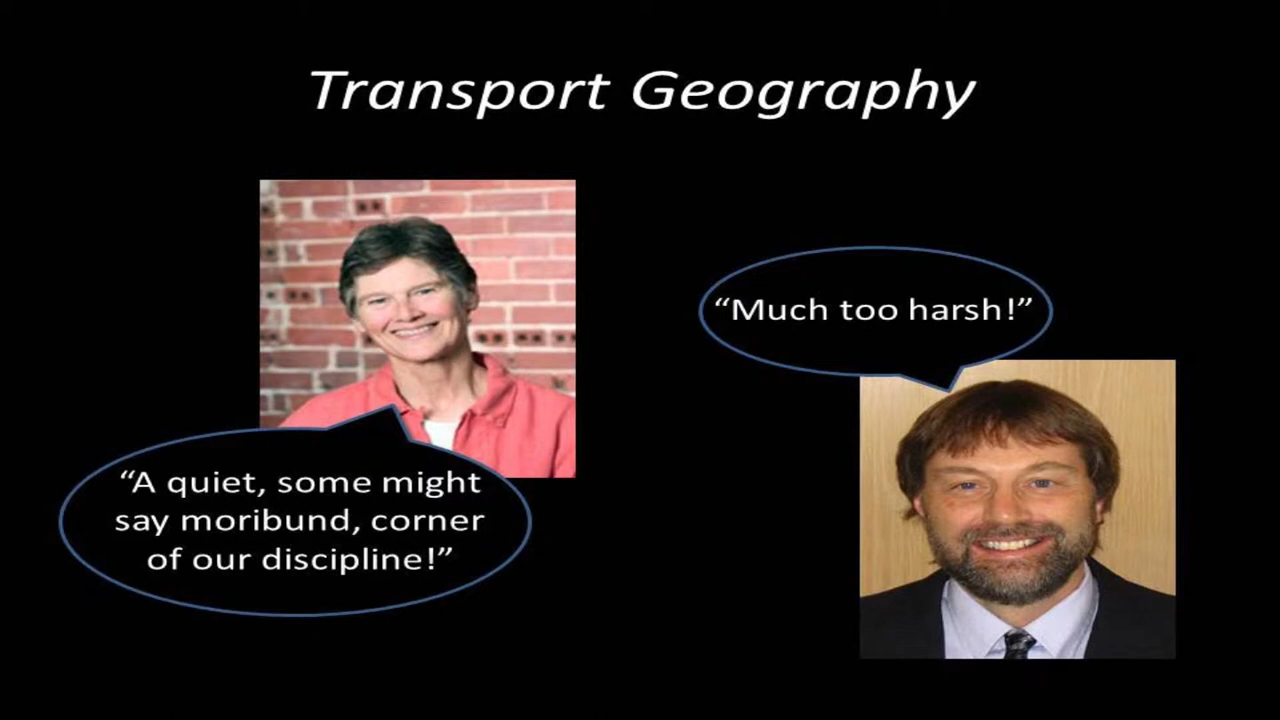 Transport Geography
“Much too harsh!”
“A quiet, some might
say moribund, corner
of our discipline!”